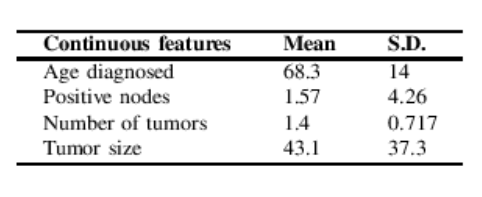 Continuous features Mean S.D.
Age diagnosed 68.3 14
Positive nodes 1.57 4.26
Number of tumors 1.4 0.717
Tumor size 43.1 37.3